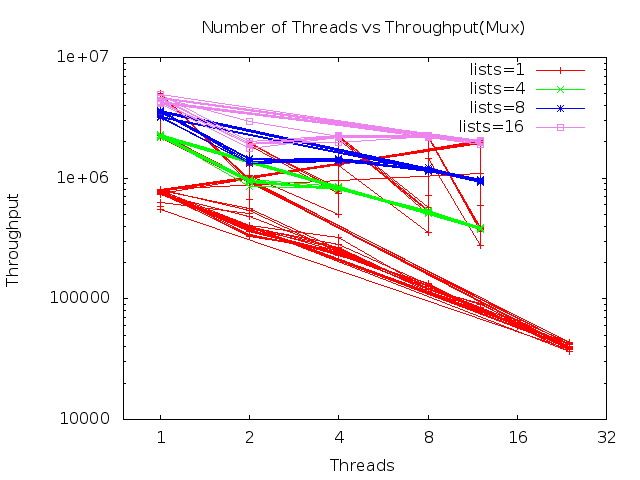 Number of Threads vs Throughput(Mux)
1e+07
1e+06
100000
10000
Throughput
lists=1
lists=4
lists=8
lists=16
1 2 4 8 16 32
Threads